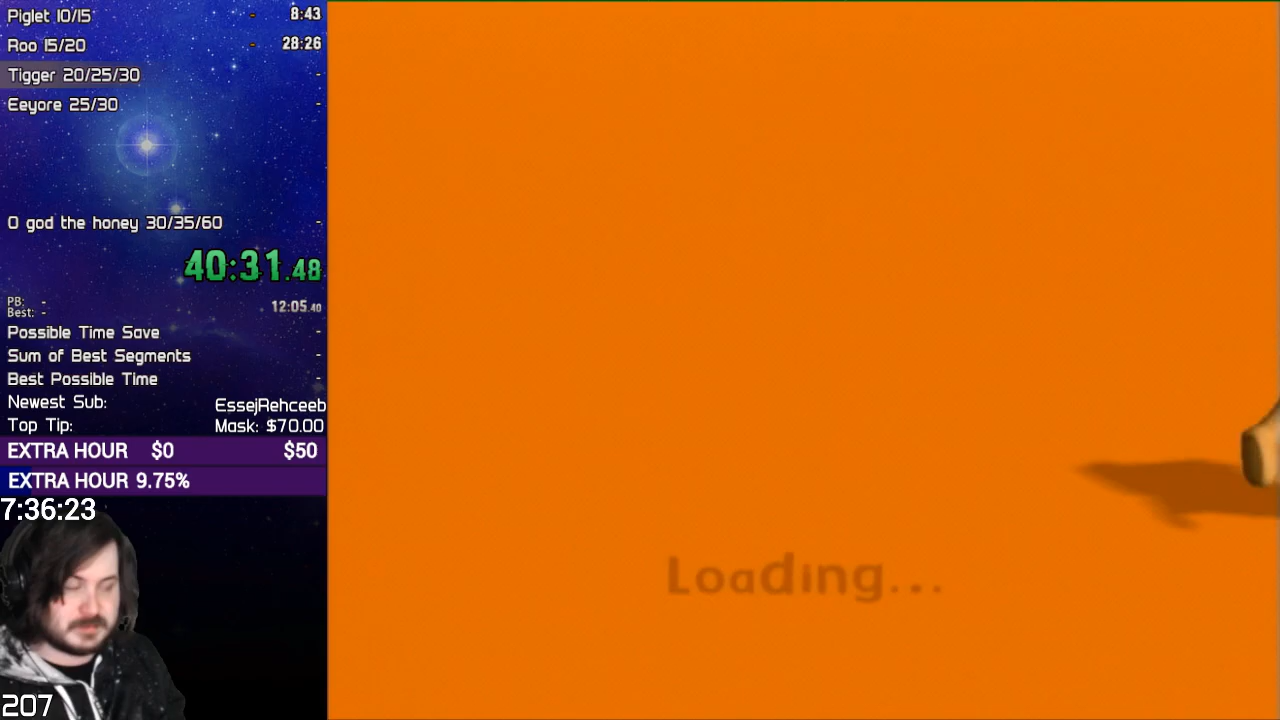 Piglet 10/15 - 8:43
Roo 15/20 - 28:26
Tigger 20/25/30 -
Eeyore 25/30 -
O god the honey 30/35/60 -
40:31.48
PB: - 12:05.40
Best: -
Possible Time Save -
Sum of Best Segments -
Best Possible Time -
Newest Sub: EssejRehceeb
Top Tip: Mask: $70.00
EXTRA HOUR $0 $50
EXTRA HOUR 9.75%
7:36:23
207
Loading...